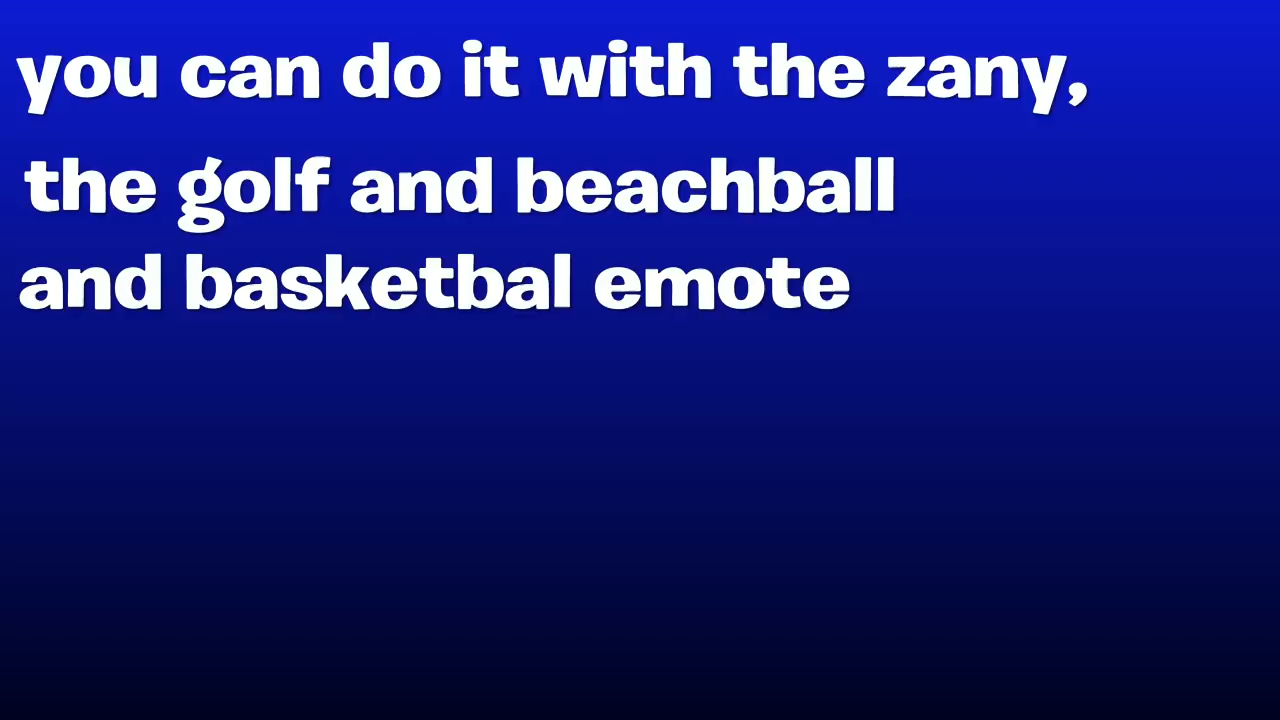 you can do it with the zany,
the golf and beachball
and basketbal emote